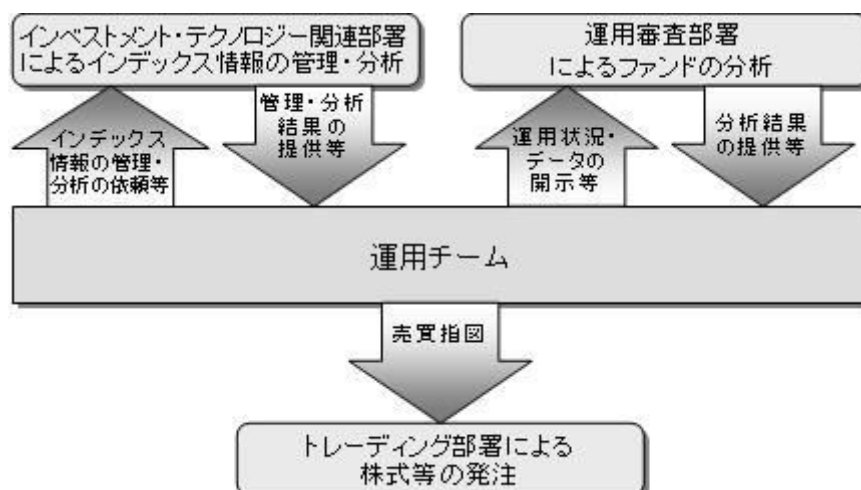 インベストメント・テクノロジー関連部署
によるインデックス情報の管理・分析
運用審査部署
によるファンドの分析
インデックス
情報の管理・
分析の依頼等
管理・分析
結果の
提供等
運用状況・
データの
開示等
分析結果
の提供等
運用チーム
売買指図
トレーディング部署による
株式等の発注